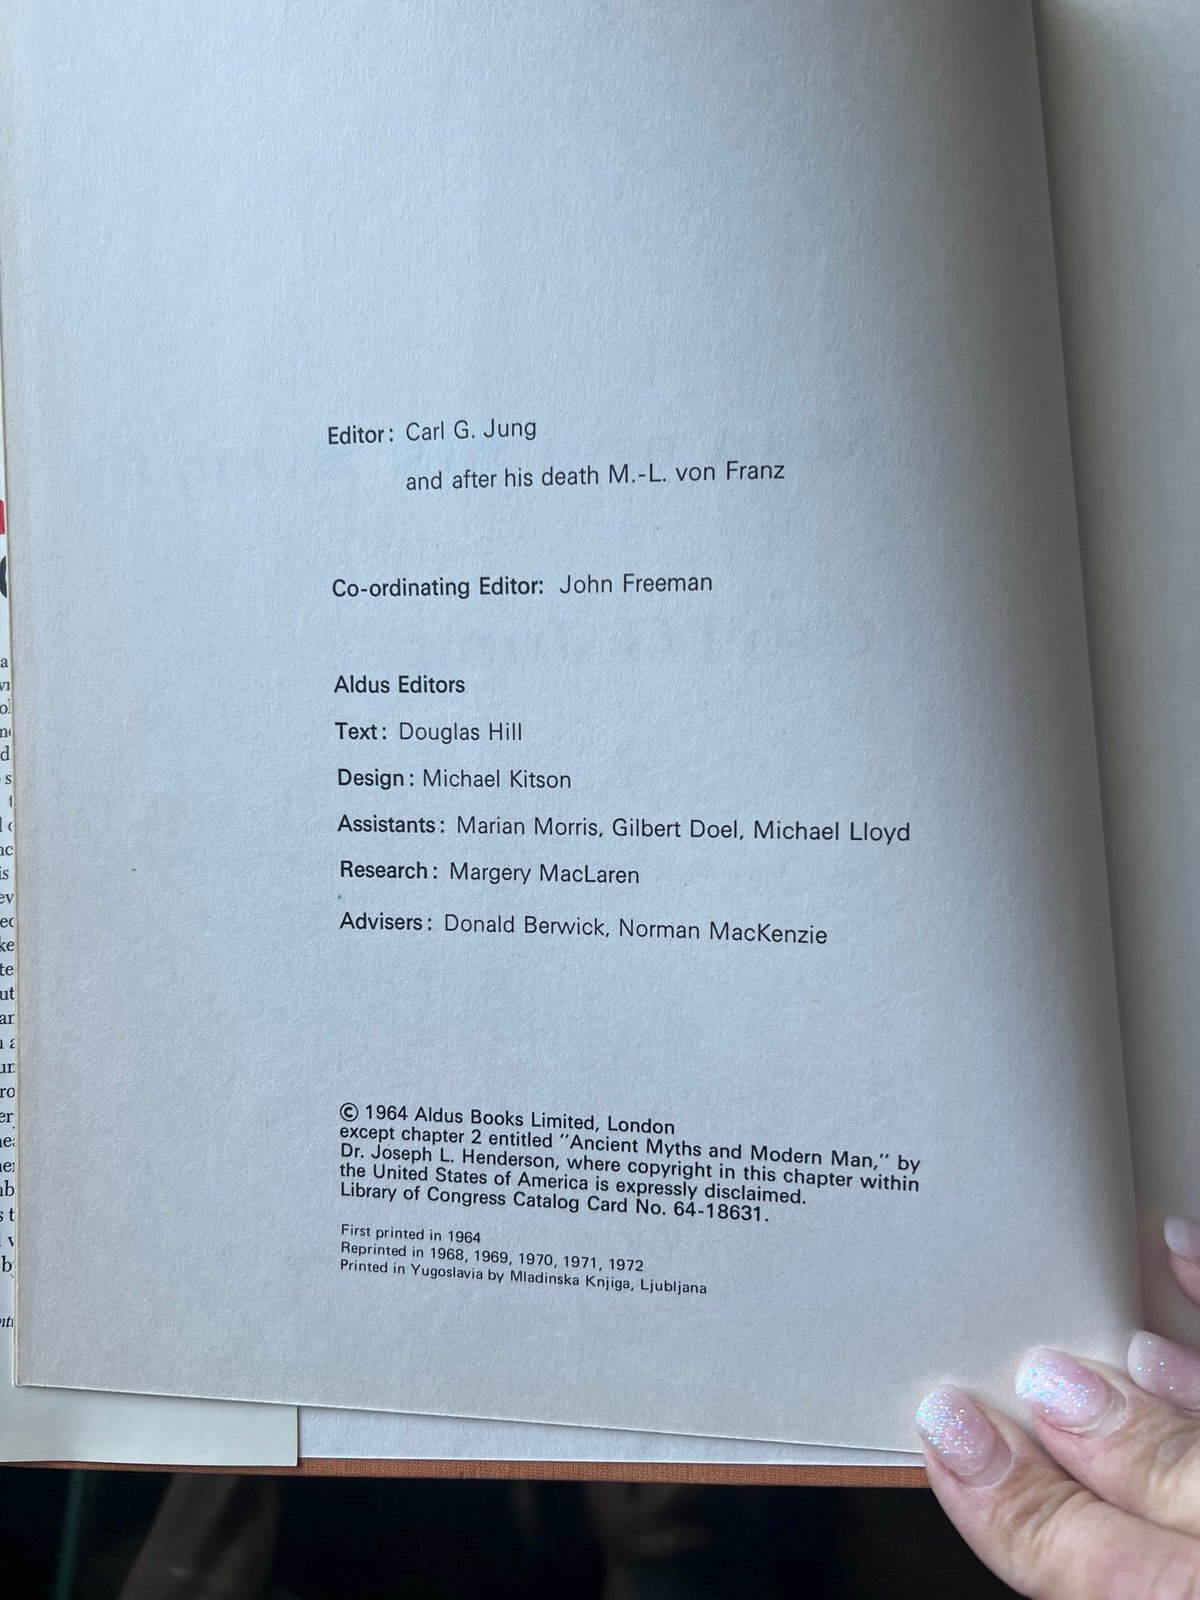 Editor: Carl G. Jung
and after his death M.-L. von Franz
Co-ordinating Editor: John Freeman
Aldus Editors
Text: Douglas Hill
Design: Michael Kitson
Assistants: Marian Morris, Gilbert Doel, Michael Lloyd
Research: Margery MacLaren
Advisers: Donald Berwick, Norman MacKenzie
© 1964 Aldus Books Limited, London
except chapter 2 entitled "Ancient Myths and Modern Man," by
Dr. Joseph L. Henderson, where copyright in this chapter within
the United States of America is expressly disclaimed.
Library of Congress Catalog Card No. 64-18631.
First printed in 1964
Reprinted in 1968, 1969, 1970, 1971, 1972
Printed in Yugoslavia by Mladinska Knjiga, Ljubljana